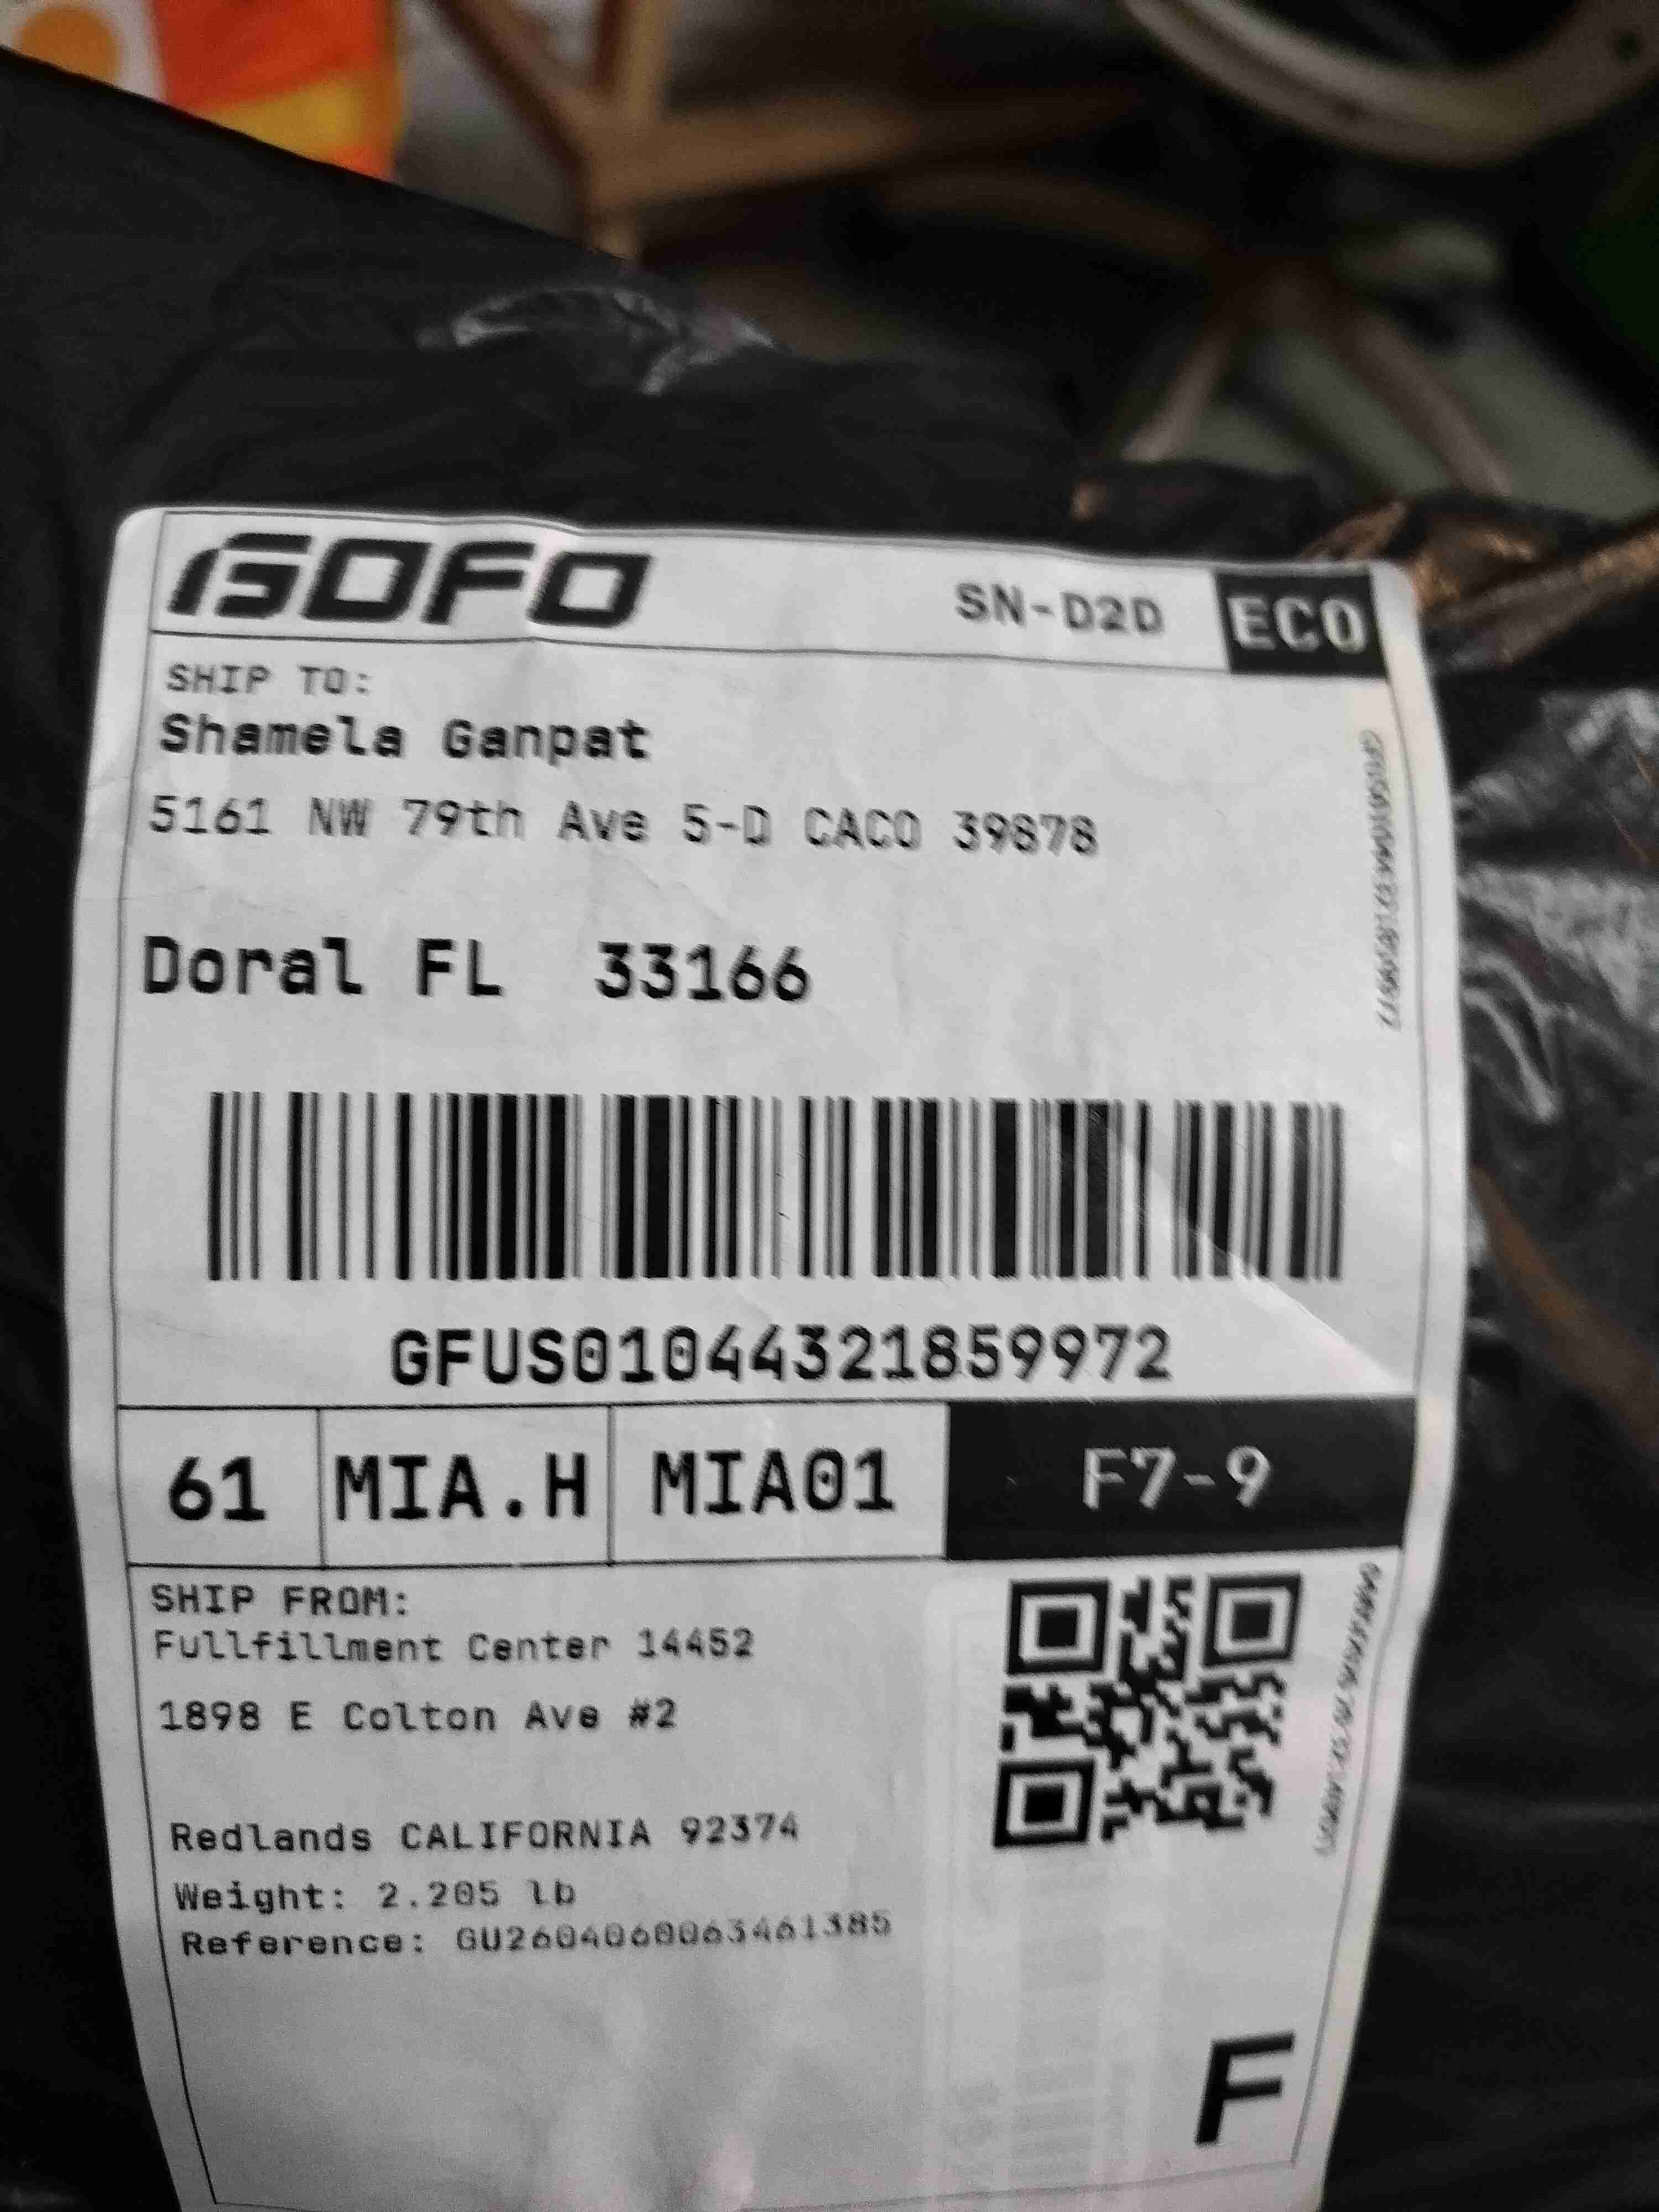 GOFO
SN-D2D
ECO
SHIP TO:
Shamela Ganpat
5161 NW 79th Ave 5-D CACO 39878
Doral FL 33166
GFUS01044321859972
61
MIA.H
MIA01
F7-9
SHIP FROM:
Fullfillment Center 14452
1898 E Colton Ave #2
Redlands CALIFORNIA 92374
Weight: 2.205 lb
Reference: GU2604060063461385
F